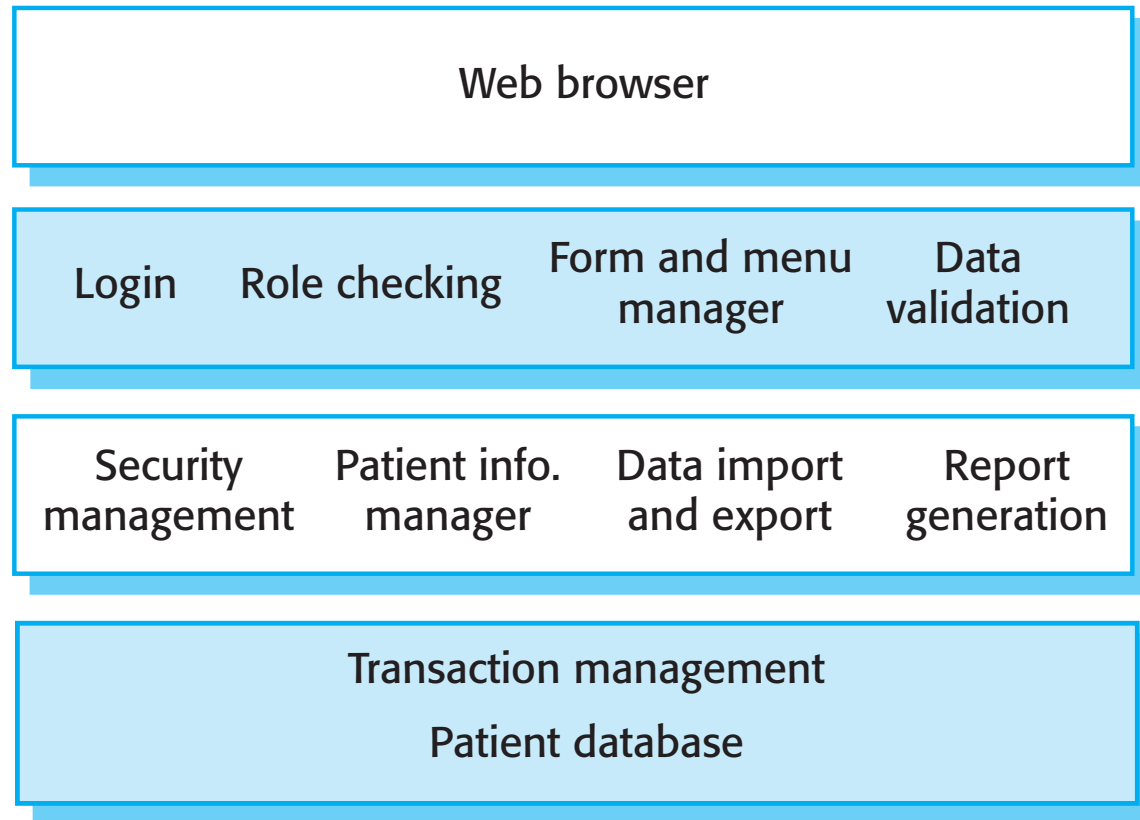 Web browser
Login
Role checking
Form and menu
manager
Data
validation
Security
management
Patient info.
manager
Data import
and export
Report
generation
Transaction management
Patient database